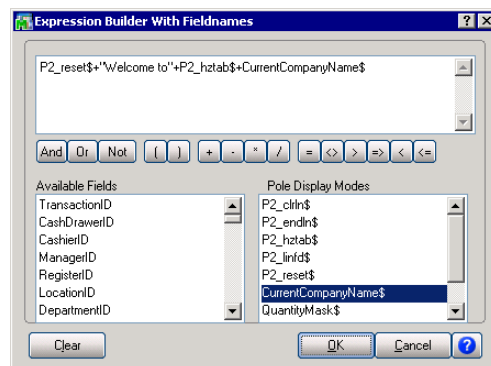 Expression Builder With Fieldnames
P2_reset$+"Welcome to"+P2_hztab$+CurrentCompanyName$
And Or Not ( ) + - * / = <> > => < <=
Available Fields Pole Display Modes
TransactionID P2_clrln$
CashDrawerID P2_endln$
CashierID P2_hztab$
ManagerID P2_linfd$
RegisterID P2_reset$
LocationID CurrentCompanyName$
DepartmentID QuantityMask$
Clear OK Cancel ?